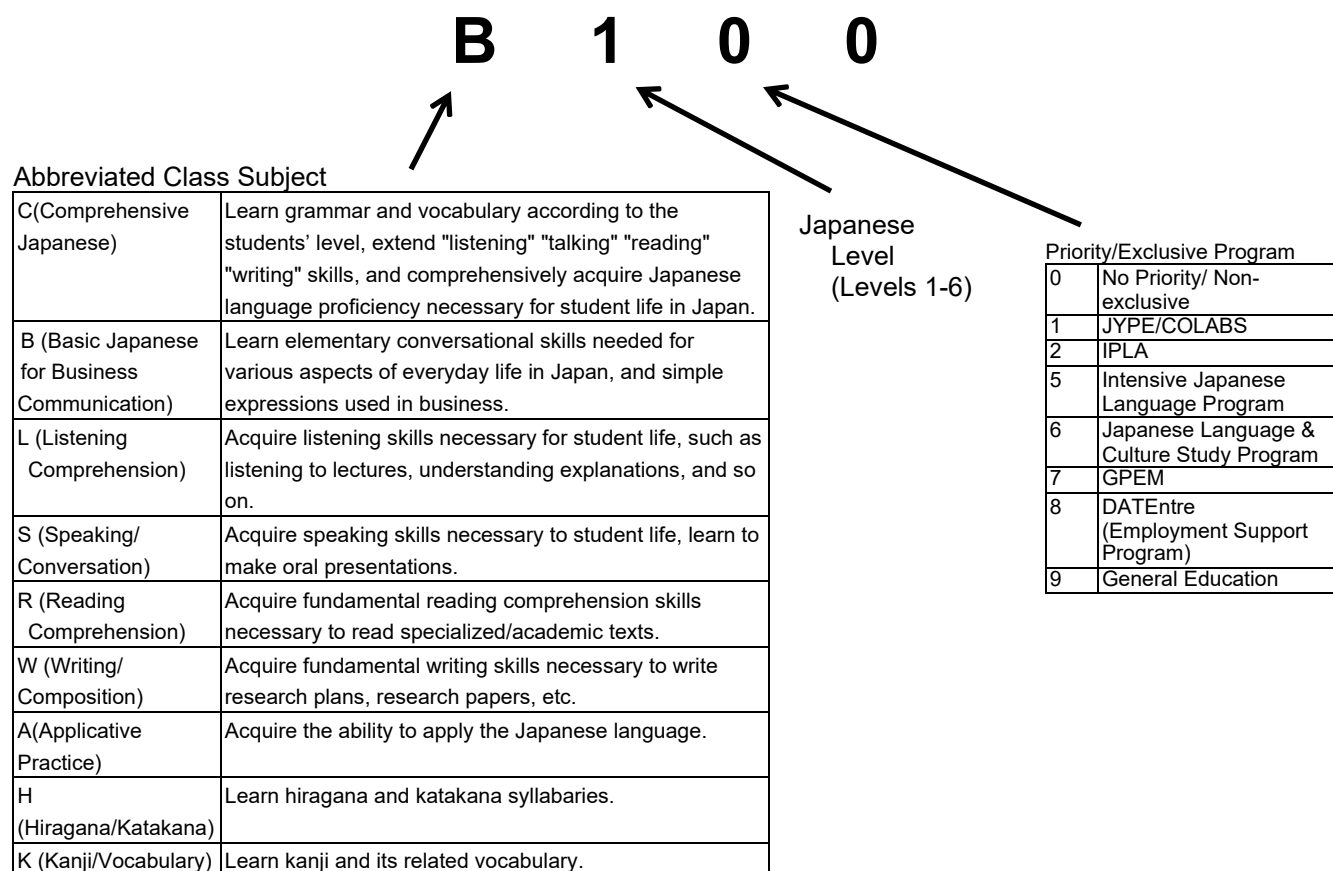 B 1 0 0
Abbreviated Class Subject
C(Comprehensive
Japanese)
Learn grammar and vocabulary according to the
students’ level, extend "listening" "talking" "reading"
"writing" skills, and comprehensively acquire Japanese
language proficiency necessary for student life in Japan.
B (Basic Japanese
for Business
Communication)
Learn elementary conversational skills needed for
various aspects of everyday life in Japan, and simple
expressions used in business.
L (Listening
Comprehension)
Acquire listening skills necessary for student life, such as
listening to lectures, understanding explanations, and so
on.
S (Speaking/
Conversation)
Acquire speaking skills necessary to student life, learn to
make oral presentations.
R (Reading
Comprehension)
Acquire fundamental reading comprehension skills
necessary to read specialized/academic texts.
W (Writing/
Composition)
Acquire fundamental writing skills necessary to write
research plans, research papers, etc.
A(Applicative
Practice)
Acquire the ability to apply the Japanese language.
H
(Hiragana/Katakana)
Learn hiragana and katakana syllabaries.
K (Kanji/Vocabulary)
Learn kanji and its related vocabulary.
Japanese
Level
(Levels 1-6)
Priority/Exclusive Program
0 No Priority/ Non-
exclusive
1 JYPE/COLABS
2 IPLA
5 Intensive Japanese
Language Program
6 Japanese Language &
Culture Study Program
7 GPEM
8 DATEntre
(Employment Support
Program)
9 General Education